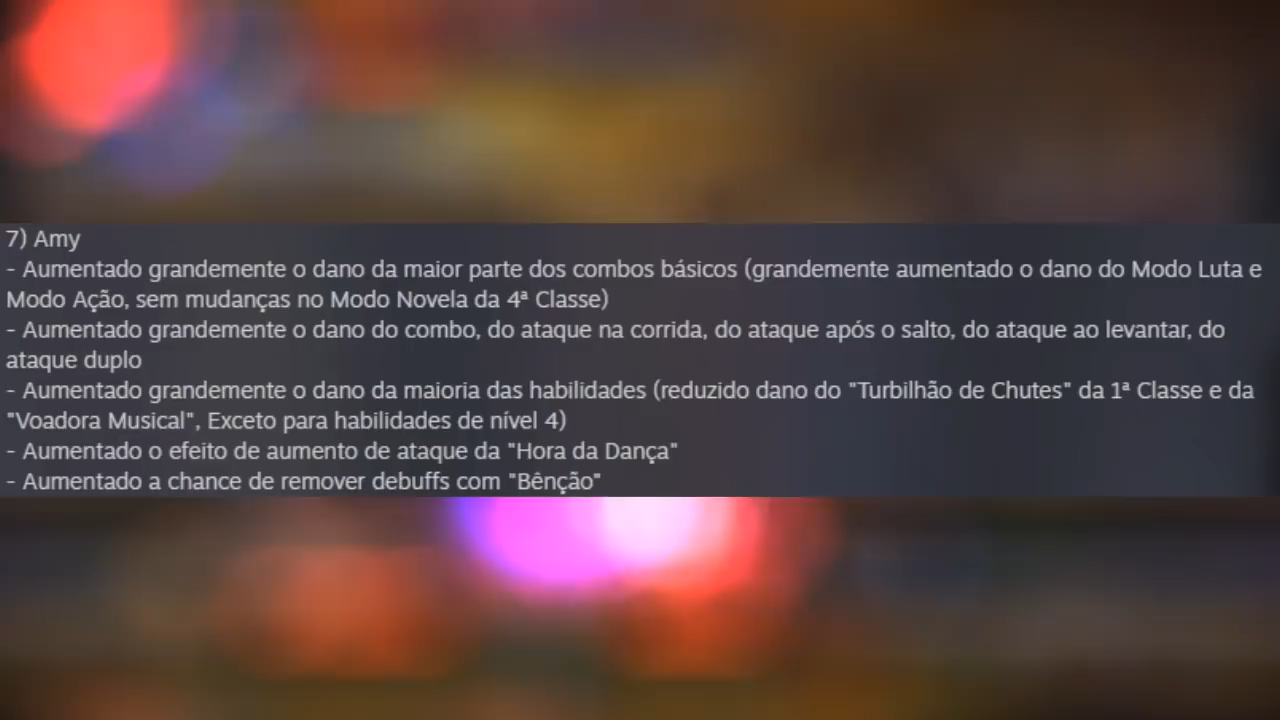 7) Amy
- Aumentado grandemente o dano da maior parte dos combos básicos (grandemente aumentado o dano do Modo Luta e
Modo Ação, sem mudanças no Modo Novela da 4ª Classe)
- Aumentado grandemente o dano do combo, do ataque na corrida, do ataque após o salto, do ataque ao levantar, do
ataque duplo
- Aumentado grandemente o dano da maioria das habilidades (reduzido dano do "Turbilhão de Chutes" da 1ª Classe e da
"Voadora Musical", Exceto para habilidades de nível 4)
- Aumentado o efeito de aumento de ataque da "Hora da Dança"
- Aumentado a chance de remover debuffs com "Bênção"